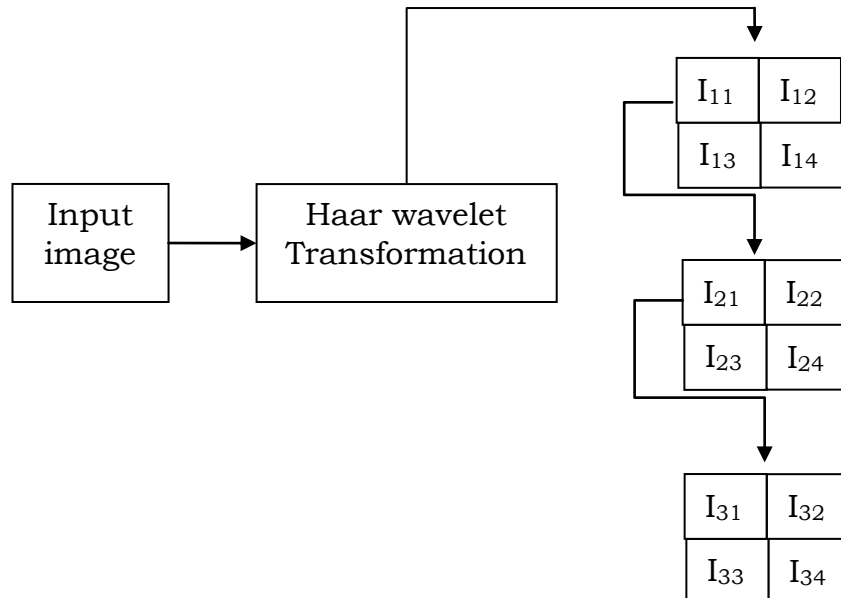 I₁₁ I₁₂
I₁₃ I₁₄
Input
image
Haar wavelet
Transformation
I₂₁ I₂₂
I₂₃ I₂₄
I₃₁ I₃₂
I₃₃ I₃₄